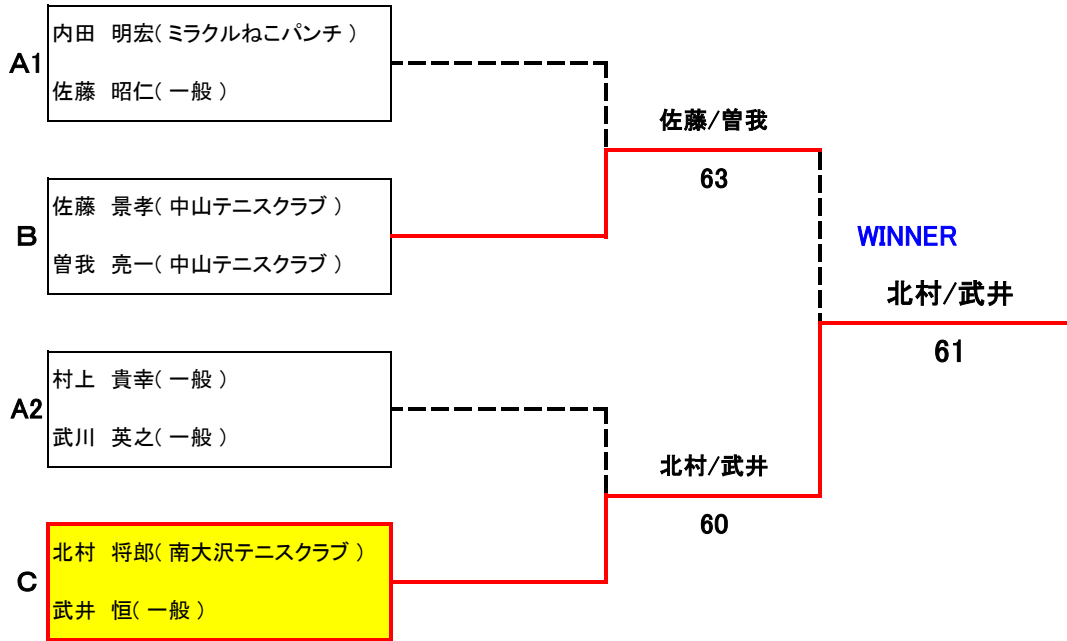 A1
内田 明宏( ミラクルねこパンチ )
佐藤 昭仁( 一般 )
佐藤/曽我
63
B
佐藤 景孝( 中山テニスクラブ )
曽我 亮一( 中山テニスクラブ )
WINNER
北村/武井
61
A2
村上 貴幸( 一般 )
武川 英之( 一般 )
北村/武井
60
C
北村 将郎( 南大沢テニスクラブ )
武井 恒( 一般 )